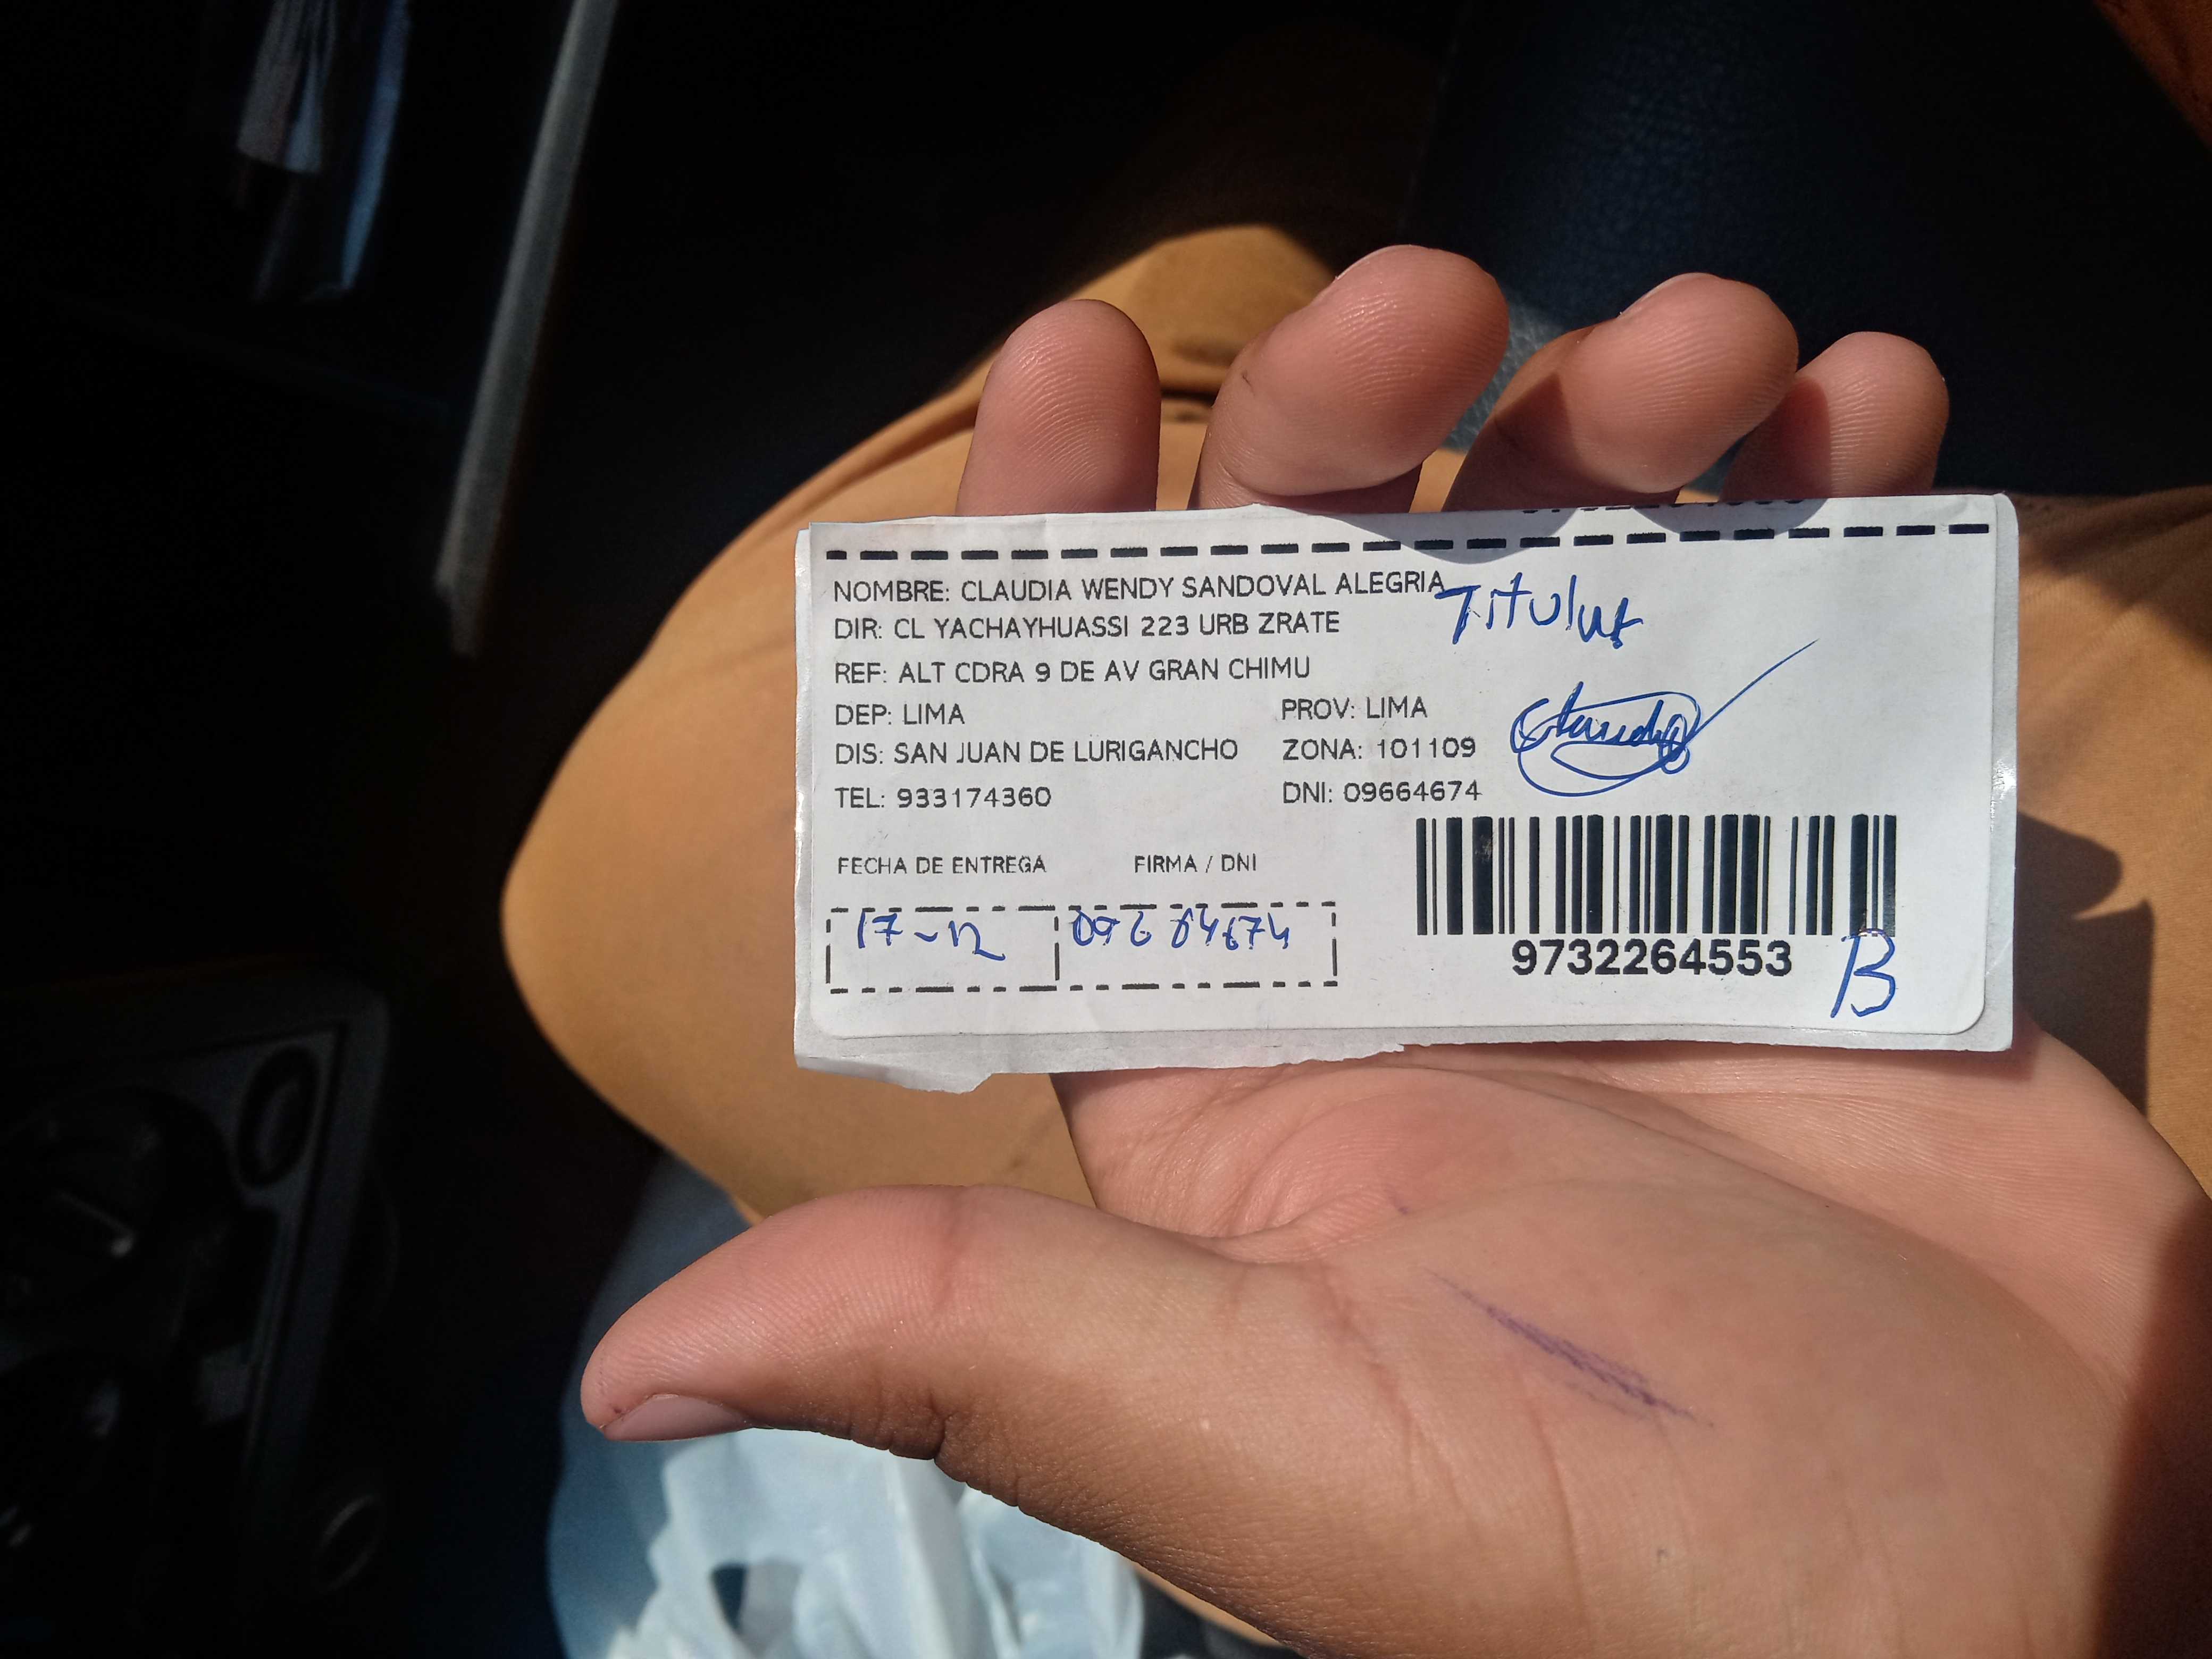 NOMBRE: CLAUDIA WENDY SANDOVAL ALEGRIA
Titular
DIR: CL YACHAYHUASSI 223 URB ZRATE
REF: ALT CDRA 9 DE AV GRAN CHIMU
DEP: LIMA PROV: LIMA
DIS: SAN JUAN DE LURIGANCHO ZONA: 101109
TEL: 933174360 DNI: 09664674
FECHA DE ENTREGA FIRMA / DNI
17-12
9732264553
B